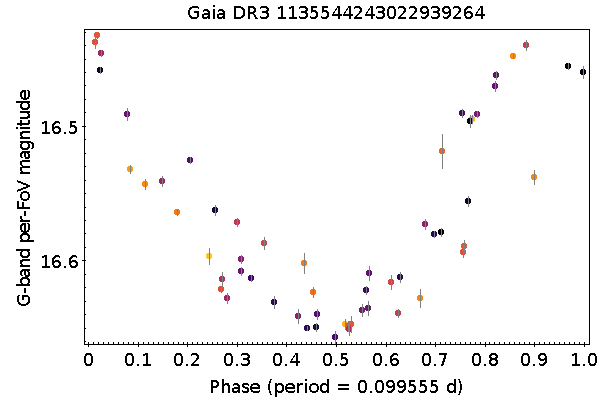 Gaia DR3 1135544243022939264
G-band per-FoV magnitude
16.5
16.6
0 0.1 0.2 0.3 0.4 0.5 0.6 0.7 0.8 0.9 1.0
Phase (period = 0.099555 d)